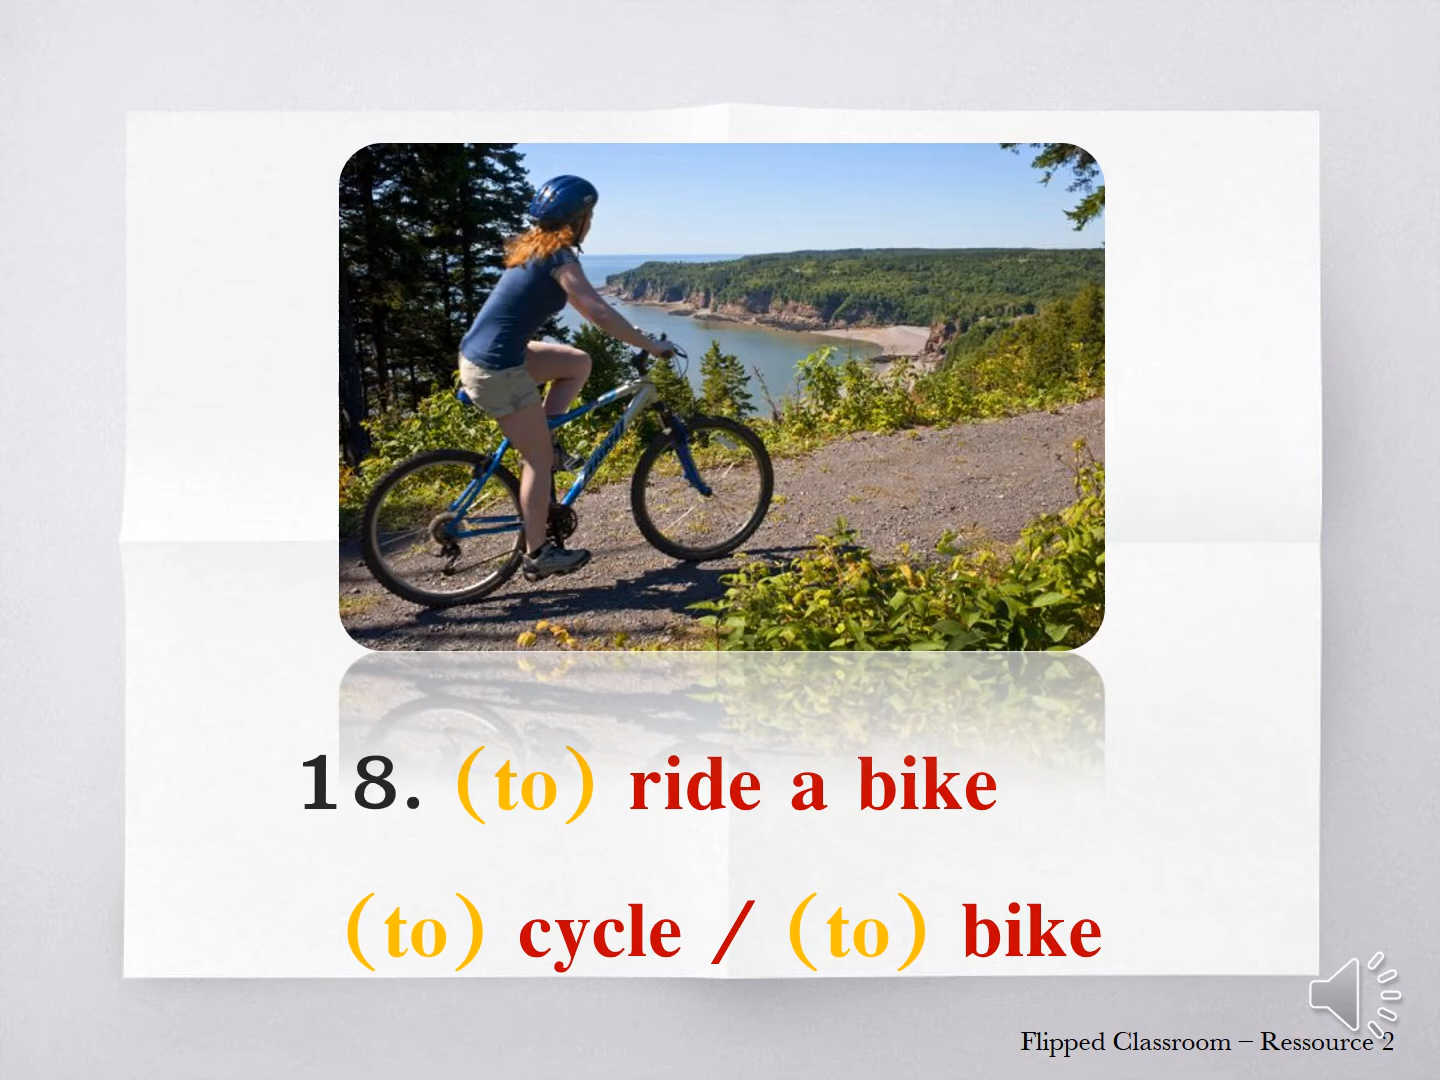 18. (to) ride a bike
(to) cycle / (to) bike
Flipped Classroom – Ressource 2